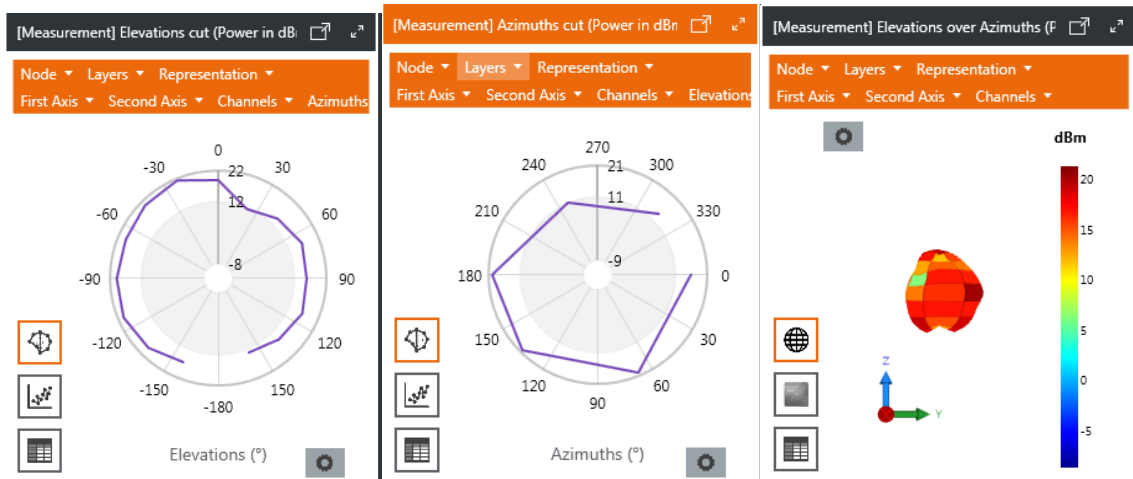 [Measurement] Elevations cut (Power in dBi
Node Layers Representation
First Axis Second Axis Channels Azimuths
0
-30 30
22
12
-60 60
-8
-90 90
-120 120
-150 150
-180
Elevations (°)
[Measurement] Azimuths cut (Power in dBn
Node Layers Representation
First Axis Second Axis Channels Elevations
270
240 300
21
11
210 330
-9
180 0
150 30
120 60
90
Azimuths (°)
[Measurement] Elevations over Azimuths (P
Node Layers Representation
First Axis Second Axis Channels
dBm
20
15
10
5
0
-5
Z
Y